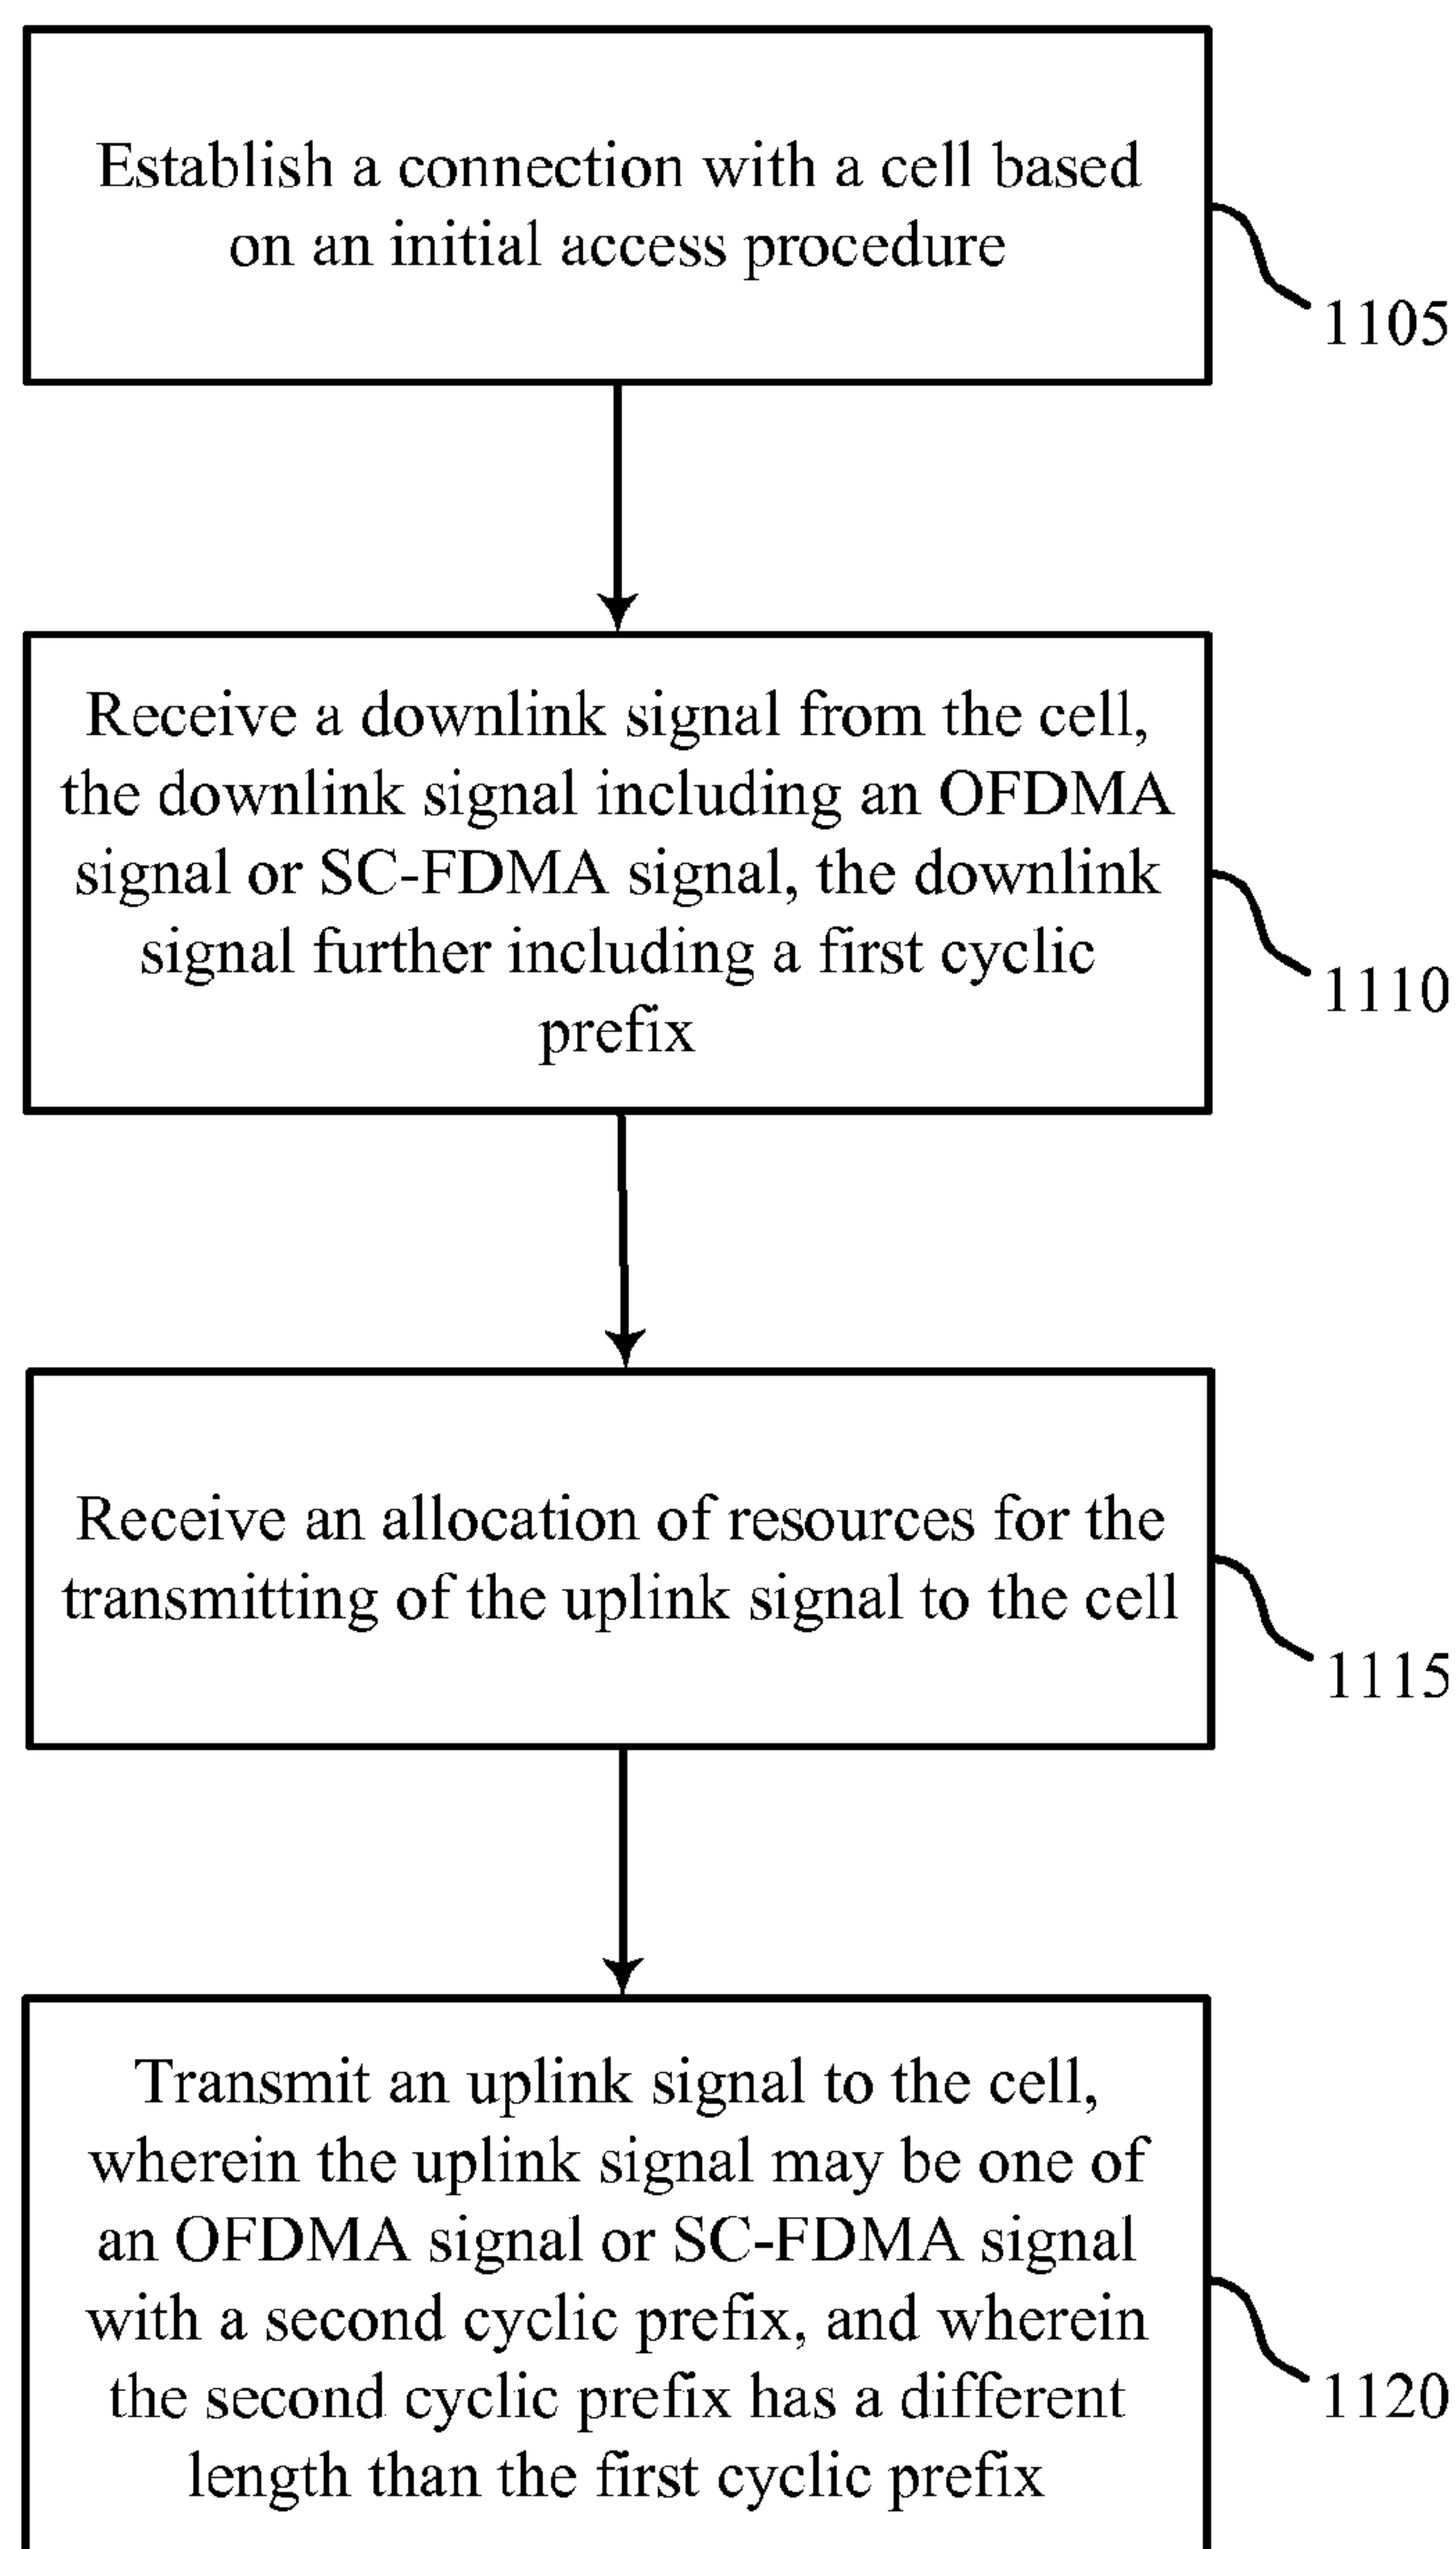 Establish a connection with a cell based
on an initial access procedure
1105
Receive a downlink signal from the cell,
the downlink signal including an OFDMA
signal or SC-FDMA signal, the downlink
signal further including a first cyclic
prefix
1110
Receive an allocation of resources for the
transmitting of the uplink signal to the cell
1115
Transmit an uplink signal to the cell,
wherein the uplink signal may be one of
an OFDMA signal or SC-FDMA signal
with a second cyclic prefix, and wherein
the second cyclic prefix has a different
length than the first cyclic prefix
1120